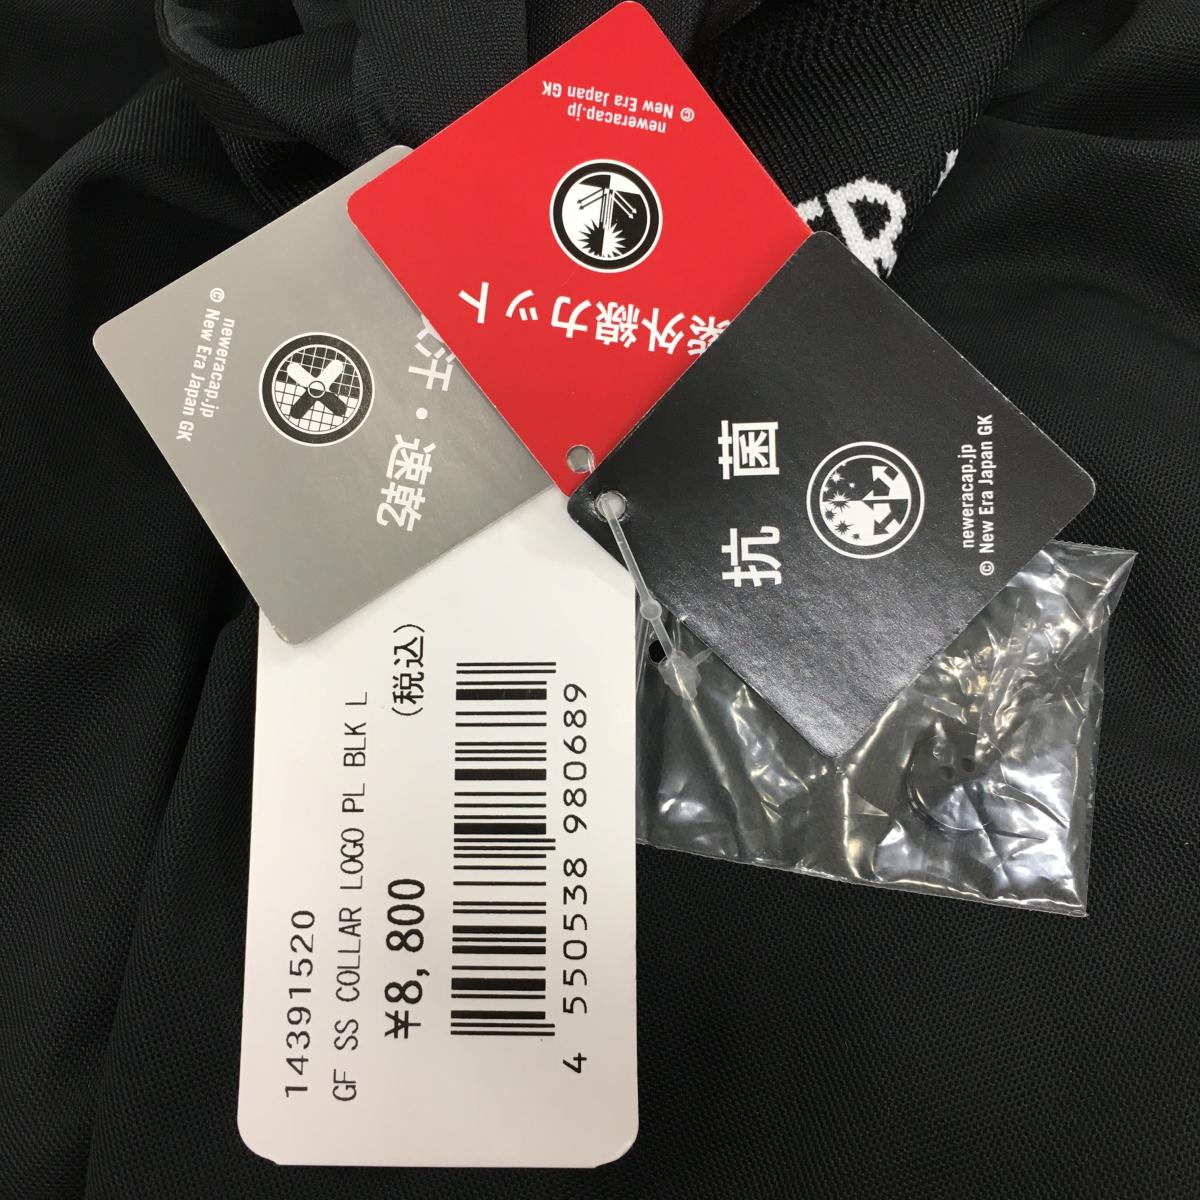 neweracap.jp
© New Era Japan GK
紫外線カット
neweracap.jp
© New Era Japan GK
汗・速乾
抗菌
neweracap.jp
© New Era Japan GK
14391520
GF SS COLLAR LOGO PL BLK L
¥8,800
(税込)
4 550538 980689